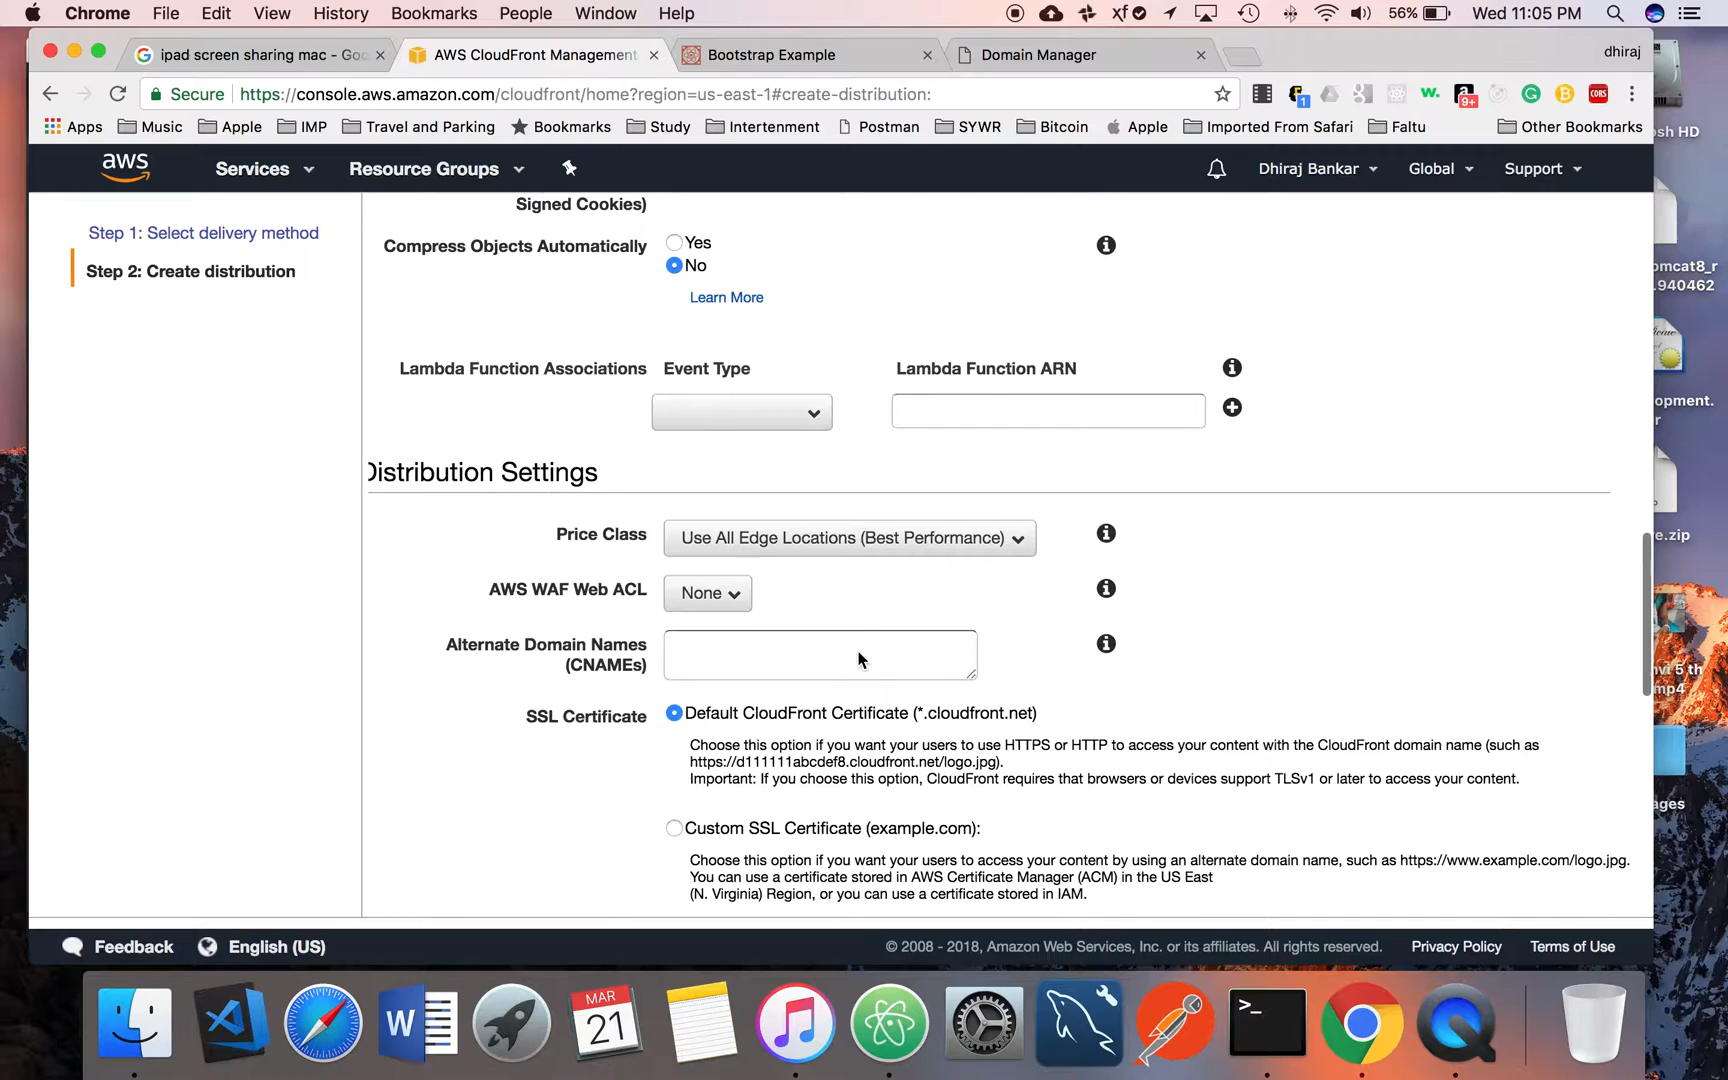 Chrome File Edit View History Bookmarks People Window Help 56% Wed 11:05 PM
ipad screen sharing mac - Goo
AWS CloudFront Management
Bootstrap Example
Domain Manager
dhiraj
Secure https://console.aws.amazon.com/cloudfront/home?region=us-east-1#create-distribution:
Apps Music Apple IMP Travel and Parking Bookmarks Study Intertenment Postman SYWR Bitcoin Apple Imported From Safari Faltu Other Bookmarks
aws Services Resource Groups Dhiraj Bankar Global Support
Step 1: Select delivery method
Step 2: Create distribution
Signed Cookies)
Compress Objects Automatically
Yes
No
Learn More
Lambda Function Associations Event Type Lambda Function ARN
Distribution Settings
Price Class Use All Edge Locations (Best Performance)
AWS WAF Web ACL None
Alternate Domain Names
(CNAMEs)
SSL Certificate Default CloudFront Certificate (*.cloudfront.net)
Choose this option if you want your users to use HTTPS or HTTP to access your content with the CloudFront domain name (such as
https://d111111abcdef8.cloudfront.net/logo.jpg).
Important: If you choose this option, CloudFront requires that browsers or devices support TLSv1 or later to access your content.
Custom SSL Certificate (example.com):
Choose this option if you want your users to access your content by using an alternate domain name, such as https://www.example.com/logo.jpg.
You can use a certificate stored in AWS Certificate Manager (ACM) in the US East
(N. Virginia) Region, or you can use a certificate stored in IAM.
Feedback English (US) © 2008 - 2018, Amazon Web Services, Inc. or its affiliates. All rights reserved. Privacy Policy Terms of Use
osh HD
omcat8_r
.940462
opment.
r
ve.zip
nvi 5 th
mp4
ages
MAR
21